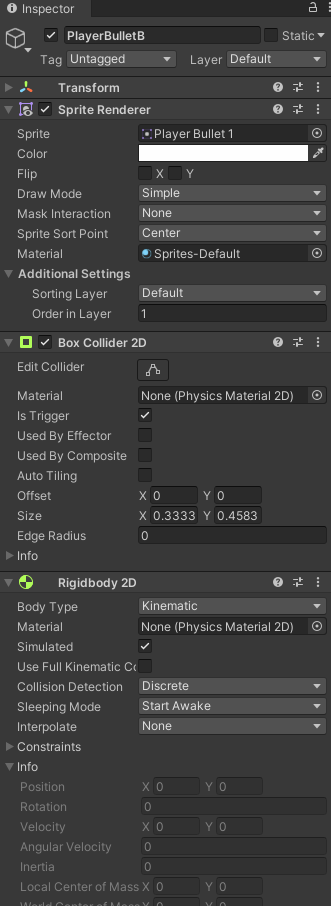 Inspector
PlayerBulletB Static
Tag Untagged Layer Default
Transform
Sprite Renderer
Sprite Player Bullet 1
Color
Flip X Y
Draw Mode Simple
Mask Interaction None
Sprite Sort Point Center
Material Sprites-Default
Additional Settings
Sorting Layer Default
Order in Layer 1
Box Collider 2D
Edit Collider
Material None (Physics Material 2D)
Is Trigger
Used By Effector
Used By Composite
Auto Tiling
Offset X 0 Y 0
Size X 0.3333 Y 0.4583
Edge Radius 0
Info
Rigidbody 2D
Body Type Kinematic
Material None (Physics Material 2D)
Simulated
Use Full Kinematic Co
Collision Detection Discrete
Sleeping Mode Start Awake
Interpolate None
Constraints
Info
Position X 0 Y 0
Rotation 0
Velocity X 0 Y 0
Angular Velocity 0
Inertia 0
Local Center of Mass X 0 Y 0
World Center of Mass X 0 Y 0